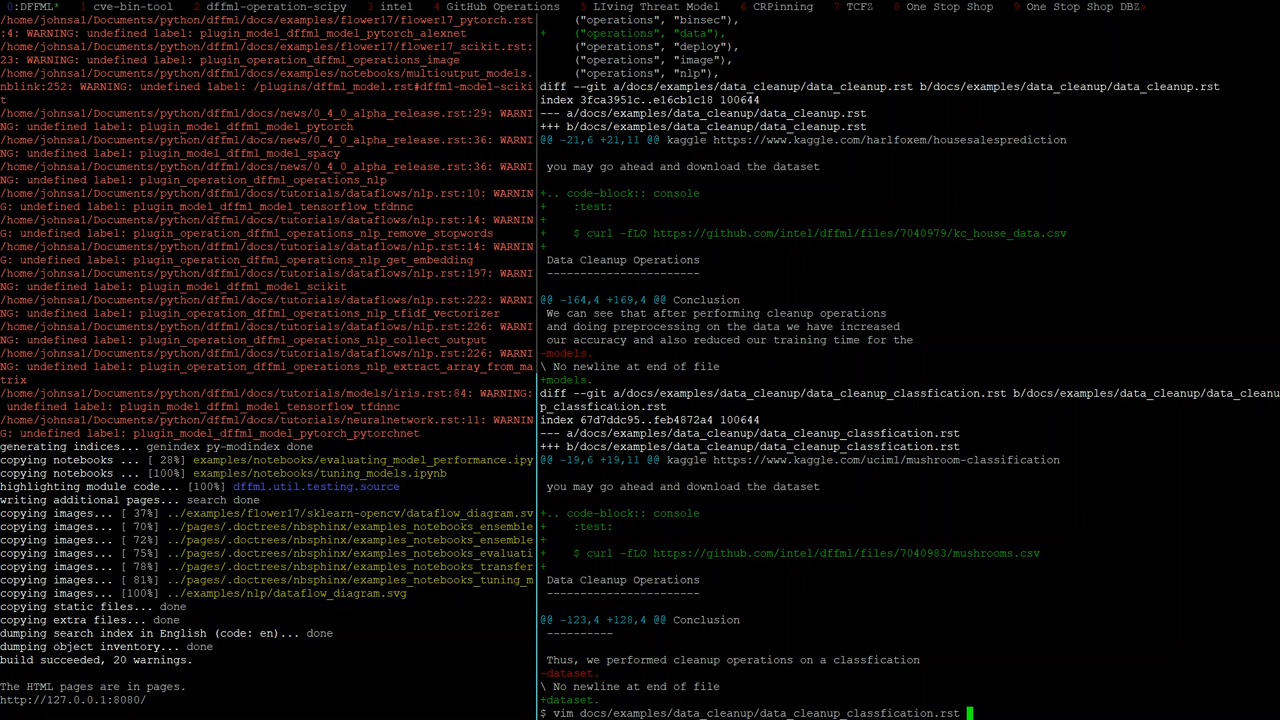 0:DFFML* 1 cve-bin-tool 2 dffml-operation-scipy 3 intel 4 GitHub Operations 5 LIving Threat Model 6 CRPinning 7 TCFZ 8 One Stop Shop 9 One Stop Shop DBZ>
/home/johnsal/Documents/python/dffml/docs/examples/flower17/flower17_pytorch.rst
:4: WARNING: undefined label: plugin_model_dffml_model_pytorch_alexnet
/home/johnsal/Documents/python/dffml/docs/examples/flower17/flower17_scikit.rst:
23: WARNING: undefined label: plugin_operation_dffml_operations_image
/home/johnsal/Documents/python/dffml/docs/examples/notebooks/multioutput_models.
nblink:252: WARNING: undefined label: /plugins/dffml_model.rst#dffml-model-sciki
t
/home/johnsal/Documents/python/dffml/docs/news/0_4_0_alpha_release.rst:29: WARNI
NG: undefined label: plugin_model_dffml_model_pytorch
/home/johnsal/Documents/python/dffml/docs/news/0_4_0_alpha_release.rst:36: WARNI
NG: undefined label: plugin_model_dffml_model_spacy
/home/johnsal/Documents/python/dffml/docs/news/0_4_0_alpha_release.rst:36: WARNI
NG: undefined label: plugin_operation_dffml_operations_nlp
/home/johnsal/Documents/python/dffml/docs/tutorials/dataflows/nlp.rst:10: WARNIN
G: undefined label: plugin_model_dffml_model_tensorflow_tfdnnc
/home/johnsal/Documents/python/dffml/docs/tutorials/dataflows/nlp.rst:14: WARNIN
G: undefined label: plugin_operation_dffml_operations_nlp_remove_stopwords
/home/johnsal/Documents/python/dffml/docs/tutorials/dataflows/nlp.rst:14: WARNIN
G: undefined label: plugin_operation_dffml_operations_nlp_get_embedding
/home/johnsal/Documents/python/dffml/docs/tutorials/dataflows/nlp.rst:197: WARNI
NG: undefined label: plugin_model_dffml_model_scikit
/home/johnsal/Documents/python/dffml/docs/tutorials/dataflows/nlp.rst:222: WARNI
NG: undefined label: plugin_operation_dffml_operations_nlp_tfidf_vectorizer
/home/johnsal/Documents/python/dffml/docs/tutorials/dataflows/nlp.rst:226: WARNI
NG: undefined label: plugin_operation_dffml_operations_nlp_collect_output
/home/johnsal/Documents/python/dffml/docs/tutorials/dataflows/nlp.rst:226: WARNI
NG: undefined label: plugin_operation_dffml_operations_nlp_extract_array_from_ma
trix
/home/johnsal/Documents/python/dffml/docs/tutorials/models/iris.rst:84: WARNING:
 undefined label: plugin_model_dffml_model_tensorflow_tfdnnc
/home/johnsal/Documents/python/dffml/docs/tutorials/neuralnetwork.rst:11: WARNIN
G: undefined label: plugin_model_dffml_model_pytorch_pytorchnet
generating indices... genindex py-modindex done
copying notebooks ... [ 28%] examples/notebooks/evaluating_model_performance.ipy
copying notebooks ... [100%] examples/notebooks/tuning_models.ipynb
highlighting module code... [100%] dffml.util.testing.source
writing additional pages... search done
copying images... [ 37%] ../examples/flower17/sklearn-opencv/dataflow_diagram.sv
copying images... [ 70%] ../pages/.doctrees/nbsphinx/examples_notebooks_ensemble
copying images... [ 72%] ../pages/.doctrees/nbsphinx/examples_notebooks_ensemble
copying images... [ 75%] ../pages/.doctrees/nbsphinx/examples_notebooks_evaluati
copying images... [ 78%] ../pages/.doctrees/nbsphinx/examples_notebooks_transfer
copying images... [ 81%] ../pages/.doctrees/nbsphinx/examples_notebooks_tuning_m
copying images... [100%] ../examples/nlp/dataflow_diagram.svg
copying static files... done
copying extra files... done
dumping search index in English (code: en)... done
dumping object inventory... done
build succeeded, 20 warnings.

The HTML pages are in pages.
http://127.0.0.1:8080/
     ("operations", "binsec"),
+    ("operations", "data"),
     ("operations", "deploy"),
     ("operations", "image"),
     ("operations", "nlp"),
diff --git a/docs/examples/data_cleanup/data_cleanup.rst b/docs/examples/data_cleanup/data_cleanup.rst
index 3fca3951c..e16cb1c18 100644
--- a/docs/examples/data_cleanup/data_cleanup.rst
+++ b/docs/examples/data_cleanup/data_cleanup.rst
@@ -21,6 +21,11 @@ kaggle https://www.kaggle.com/harlfoxem/housesalesprediction

 you may go ahead and download the dataset

+.. code-block:: console
+    :test:
+
+    $ curl -fLO https://github.com/intel/dffml/files/7040979/kc_house_data.csv
+
 Data Cleanup Operations
 -----------------------

@@ -164,4 +169,4 @@ Conclusion
 We can see that after performing cleanup operations
 and doing preprocessing on the data we have increased
 our accuracy and also reduced our training time for the
-models.
\ No newline at end of file
+models.
diff --git a/docs/examples/data_cleanup/data_cleanup_classfication.rst b/docs/examples/data_cleanup/data_cleanu
p_classfication.rst
index 67d7ddc95..feb4872a4 100644
--- a/docs/examples/data_cleanup/data_cleanup_classfication.rst
+++ b/docs/examples/data_cleanup/data_cleanup_classfication.rst
@@ -19,6 +19,11 @@ kaggle https://www.kaggle.com/uciml/mushroom-classification

 you may go ahead and download the dataset

+.. code-block:: console
+    :test:
+
+    $ curl -fLO https://github.com/intel/dffml/files/7040983/mushrooms.csv
+
 Data Cleanup Operations
 -----------------------

@@ -123,4 +128,4 @@ Conclusion
 ----------

 Thus, we performed cleanup operations on a classfication
-dataset.
\ No newline at end of file
+dataset.
$ vim docs/examples/data_cleanup/data_cleanup_classfication.rst